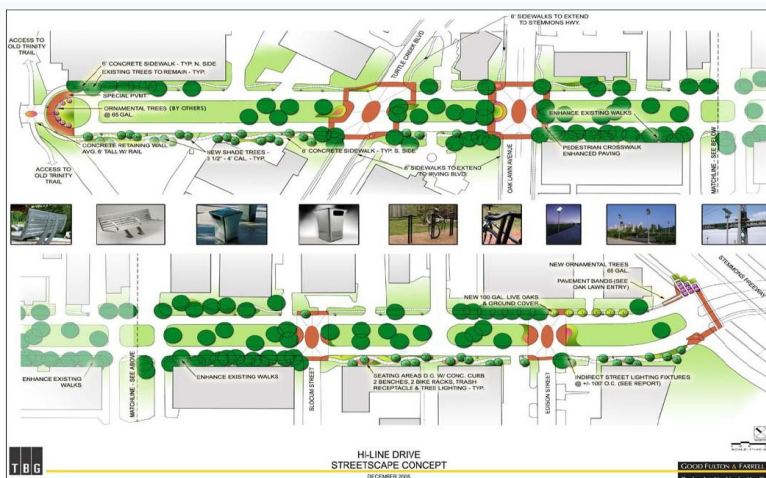 ACCESS TO
OLD TRINITY
TRAIL
6' CONCRETE SIDEWALK - TYP. N. SIDE
EXISTING TREES TO REMAIN - TYP.
SPECIAL PVMT.
ORNAMENTAL TREES (BY OTHERS)
@ 65 GAL.
CONCRETE RETAINING WALL
AVG. 6' TALL W/ RAIL
NEW SHADE TREES -
3 1/2" - 4" CAL. - TYP.
ACCESS TO
OLD TRINITY
TRAIL
TURTLE CREEK BLVD
6' SIDEWALKS TO EXTEND
TO STEMMONS FARWY.
6' CONCRETE SIDEWALK - TYP. S. SIDE
6' SIDEWALKS TO EXTEND
TO IRVING BLVD.
OAK LAWN AVENUE
ENHANCE EXISTING WALKS
PEDESTRIAN CROSSWALK
ENHANCED PAVING
MATCHLINE - SEE BELOW
NEW ORNAMENTAL TREES
65 GAL.
PAVEMENT BANDS (SEE
OAK LAWN ENTRY)
STEMMONS FREEWAY
NEW 100 GAL. LIVE OAKS
& GROUND COVER
ENHANCE EXISTING
WALKS
MATCHLINE - SEE ABOVE
ENHANCE EXISTING WALKS
SLOCUM STREET
SEATING AREAS D.G. W/ CONC. CURB
2 BENCHES, 2 BIKE RACKS, TRASH
RECEPTACLE & TREE LIGHTING - TYP.
EDISON STREET
INDIRECT STREET LIGHTING FIXTURES
@ +/- 100' O.C. (SEE REPORT)
TBG
HI-LINE DRIVE
STREETSCAPE CONCEPT
DECEMBER 2005
GOOD FULTON & FARRELL